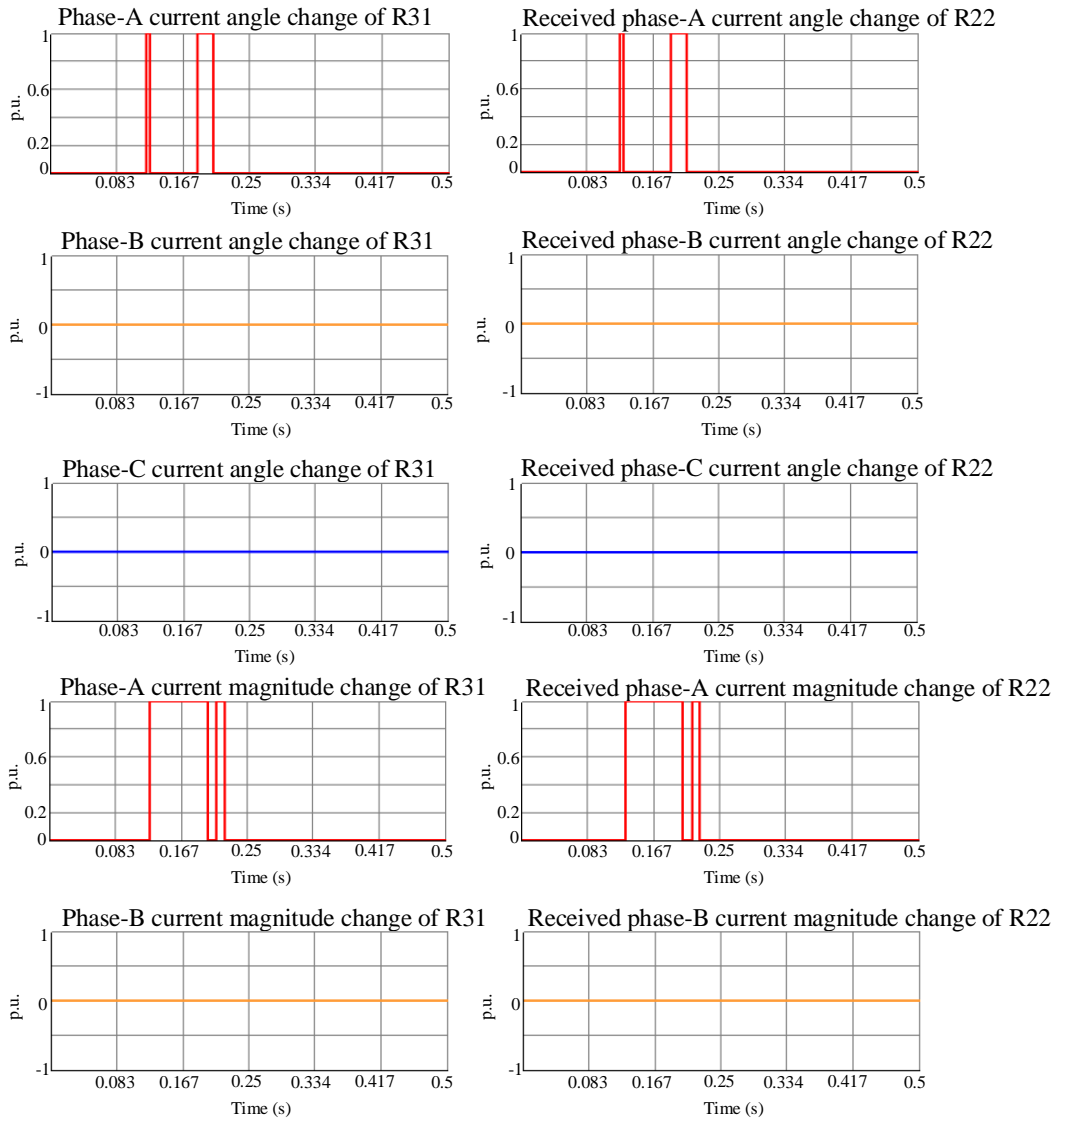 Phase-A current angle change of R31
1
0.6
0.2
0
p.u.
0.083 0.167 0.25 0.334 0.417 0.5
Time (s)
Received phase-A current angle change of R22
1
0.6
0.2
0
p.u.
0.083 0.167 0.25 0.334 0.417 0.5
Time (s)
Phase-B current angle change of R31
1
0
-1
p.u.
0.083 0.167 0.25 0.334 0.417 0.5
Time (s)
Received phase-B current angle change of R22
1
0
-1
p.u.
0.083 0.167 0.25 0.334 0.417 0.5
Time (s)
Phase-C current angle change of R31
1
0
-1
p.u.
0.083 0.167 0.25 0.334 0.417 0.5
Time (s)
Received phase-C current angle change of R22
1
0
-1
p.u.
0.083 0.167 0.25 0.334 0.417 0.5
Time (s)
Phase-A current magnitude change of R31
1
0.6
0.2
0
p.u.
0.083 0.167 0.25 0.334 0.417 0.5
Time (s)
Received phase-A current magnitude change of R22
1
0.6
0.2
0
p.u.
0.083 0.167 0.25 0.334 0.417 0.5
Time (s)
Phase-B current magnitude change of R31
1
0
-1
p.u.
0.083 0.167 0.25 0.334 0.417 0.5
Time (s)
Received phase-B current magnitude change of R22
1
0
-1
p.u.
0.083 0.167 0.25 0.334 0.417 0.5
Time (s)